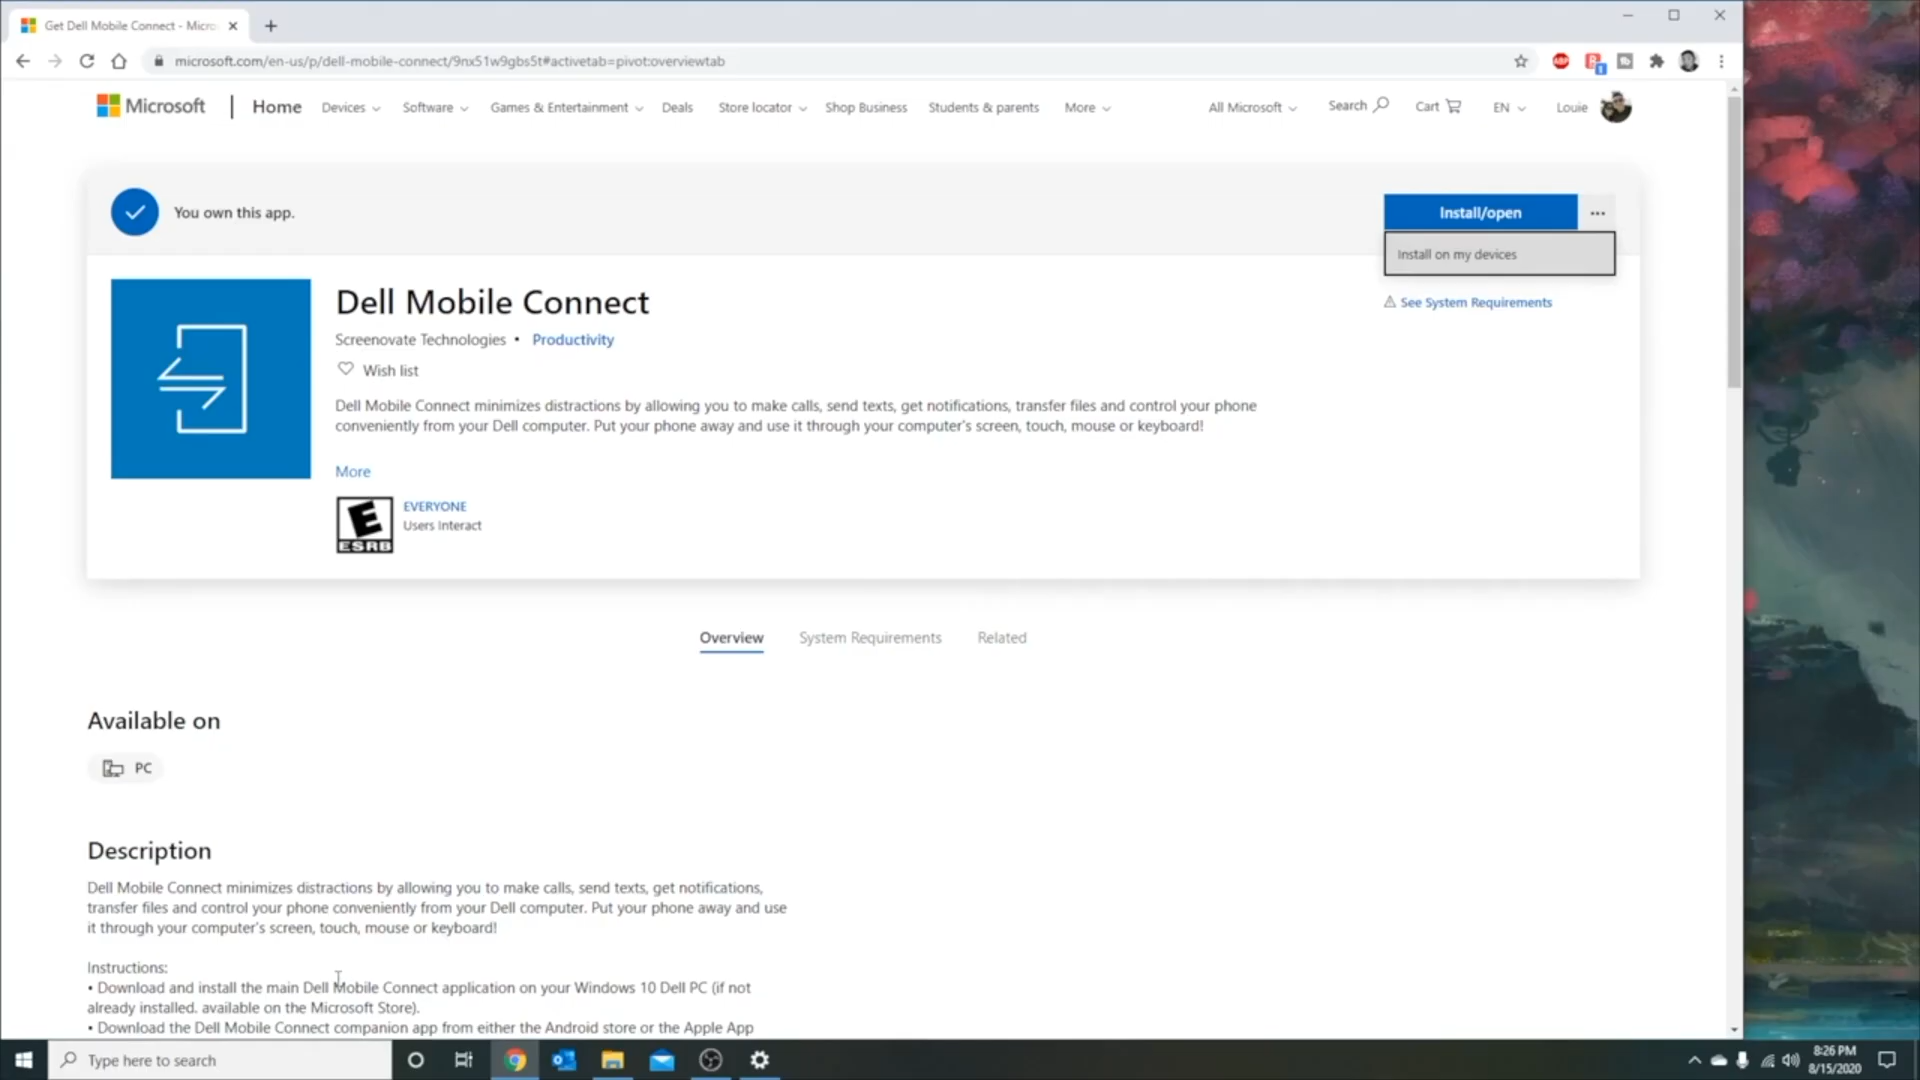 Get Dell Mobile Connect - Micro
microsoft.com/en-us/p/dell-mobile-connect/9nx51w9gbs5t#activetab=pivot:overviewtab
ABP
1
Microsoft | Home Devices Software Games & Entertainment Deals Store locator Shop Business Students & parents More All Microsoft Search Cart EN Louie
You own this app.
Install/open ...
Install on my devices
See System Requirements
Dell Mobile Connect
Screenovate Technologies • Productivity
Wish list
Dell Mobile Connect minimizes distractions by allowing you to make calls, send texts, get notifications, transfer files and control your phone
conveniently from your Dell computer. Put your phone away and use it through your computer's screen, touch, mouse or keyboard!
More
E
ESRB
EVERYONE
Users Interact
Overview System Requirements Related
Available on
PC
Description
Dell Mobile Connect minimizes distractions by allowing you to make calls, send texts, get notifications,
transfer files and control your phone conveniently from your Dell computer. Put your phone away and use
it through your computer's screen, touch, mouse or keyboard!
Instructions:
• Download and install the main Dell Mobile Connect application on your Windows 10 Dell PC (if not
already installed. available on the Microsoft Store).
• Download the Dell Mobile Connect companion app from either the Android store or the Apple App
Type here to search
8:26 PM
8/15/2020